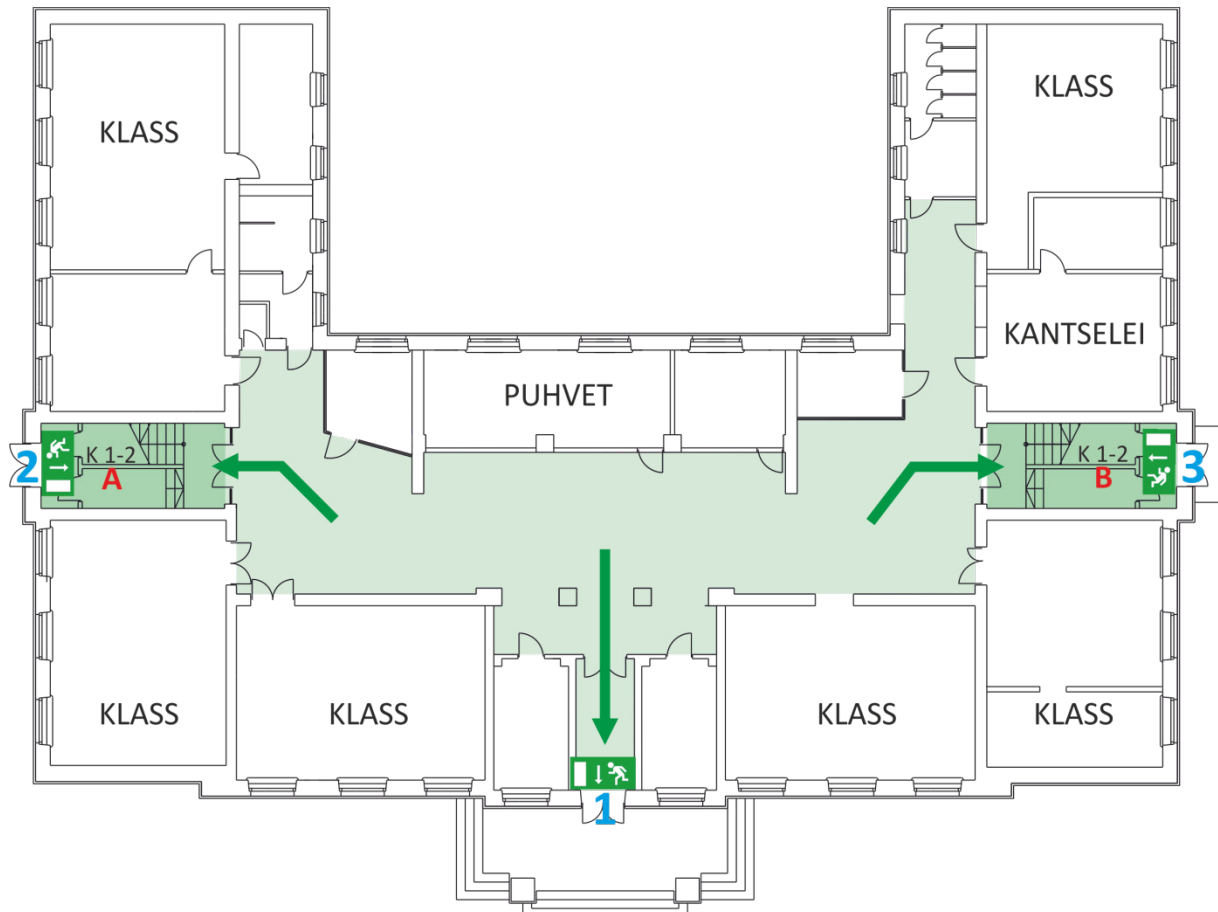 KLASS
KLASS
KANTSELEI
PUHVET
2
K 1-2
A
K 1-2
B
3
KLASS
KLASS
KLASS
KLASS
1